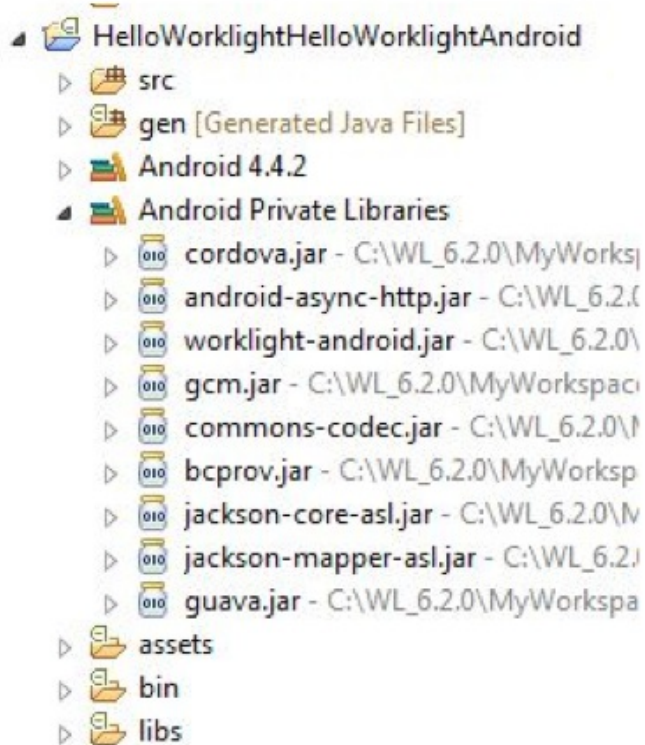 HelloWorklightHelloWorklightAndroid
src
gen [Generated Java Files]
Android 4.4.2
Android Private Libraries
cordova.jar - C:\WL_6.2.0\MyWorks
android-async-http.jar - C:\WL_6.2.
worklight-android.jar - C:\WL_6.2.0\
gcm.jar - C:\WL_6.2.0\MyWorkspac
commons-codec.jar - C:\WL_6.2.0\
bcprov.jar - C:\WL_6.2.0\MyWorksp
jackson-core-asl.jar - C:\WL_6.2.0\
jackson-mapper-asl.jar - C:\WL_6.2.
guava.jar - C:\WL_6.2.0\MyWorkspa
assets
bin
libs